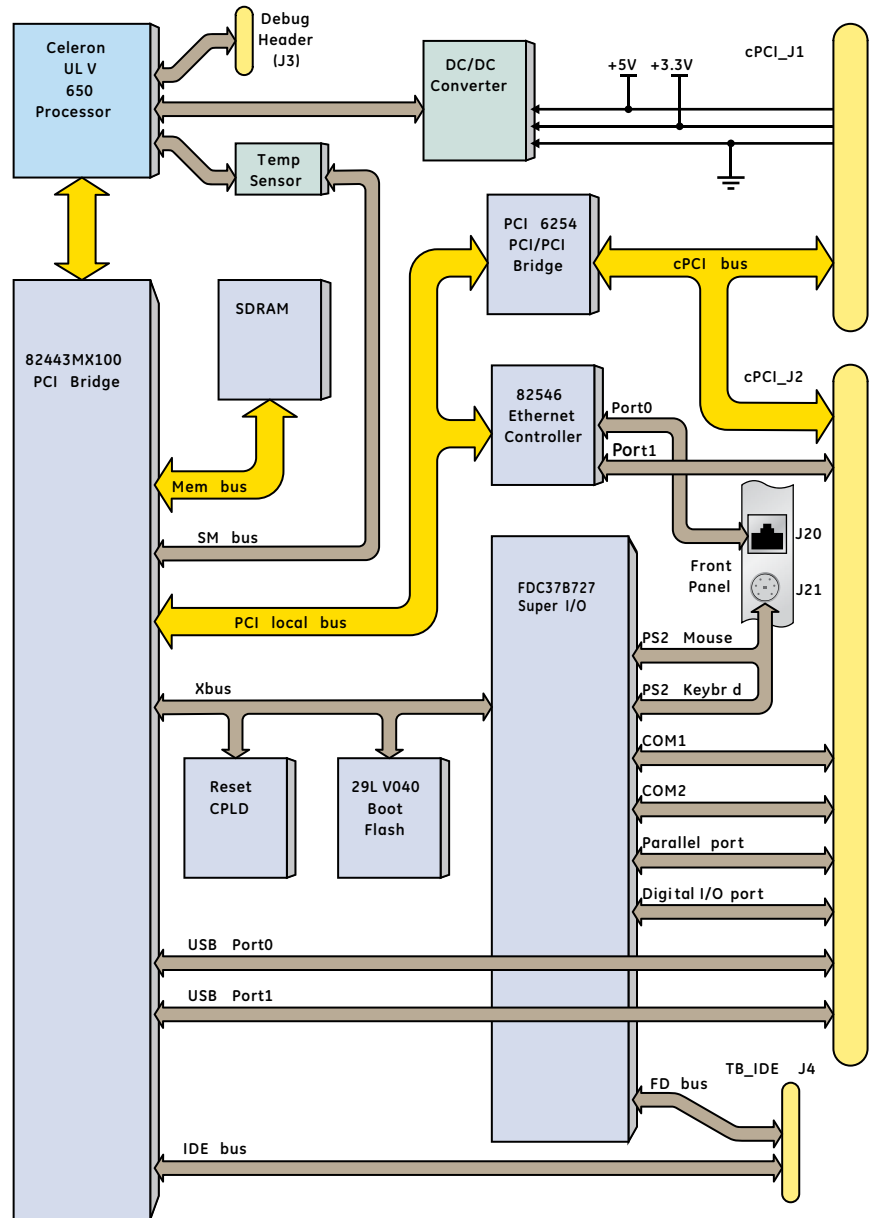 Debug
Header
(J3)
Celeron
UL V
650
Processor
DC/DC
Converter
+5V +3.3V
cPCI_J1
Temp
Sensor
PCI 6254
PCI/PCI
Bridge
cPCI bus
SDRAM
82443MX100
PCI Bridge
cPCI_J2
82546
Ethernet
Controller
Port0
Port1
Mem bus
SM bus
J20
Front
Panel
J21
FDC37B727
Super I/O
PCI local bus
PS2 Mouse
Xbus
PS2 Keybr d
COM1
Reset
CPLD
29L V040
Boot
Flash
COM2
Parallel port
Digital I/O port
USB Port0
USB Port1
TB_IDE J4
FD bus
IDE bus